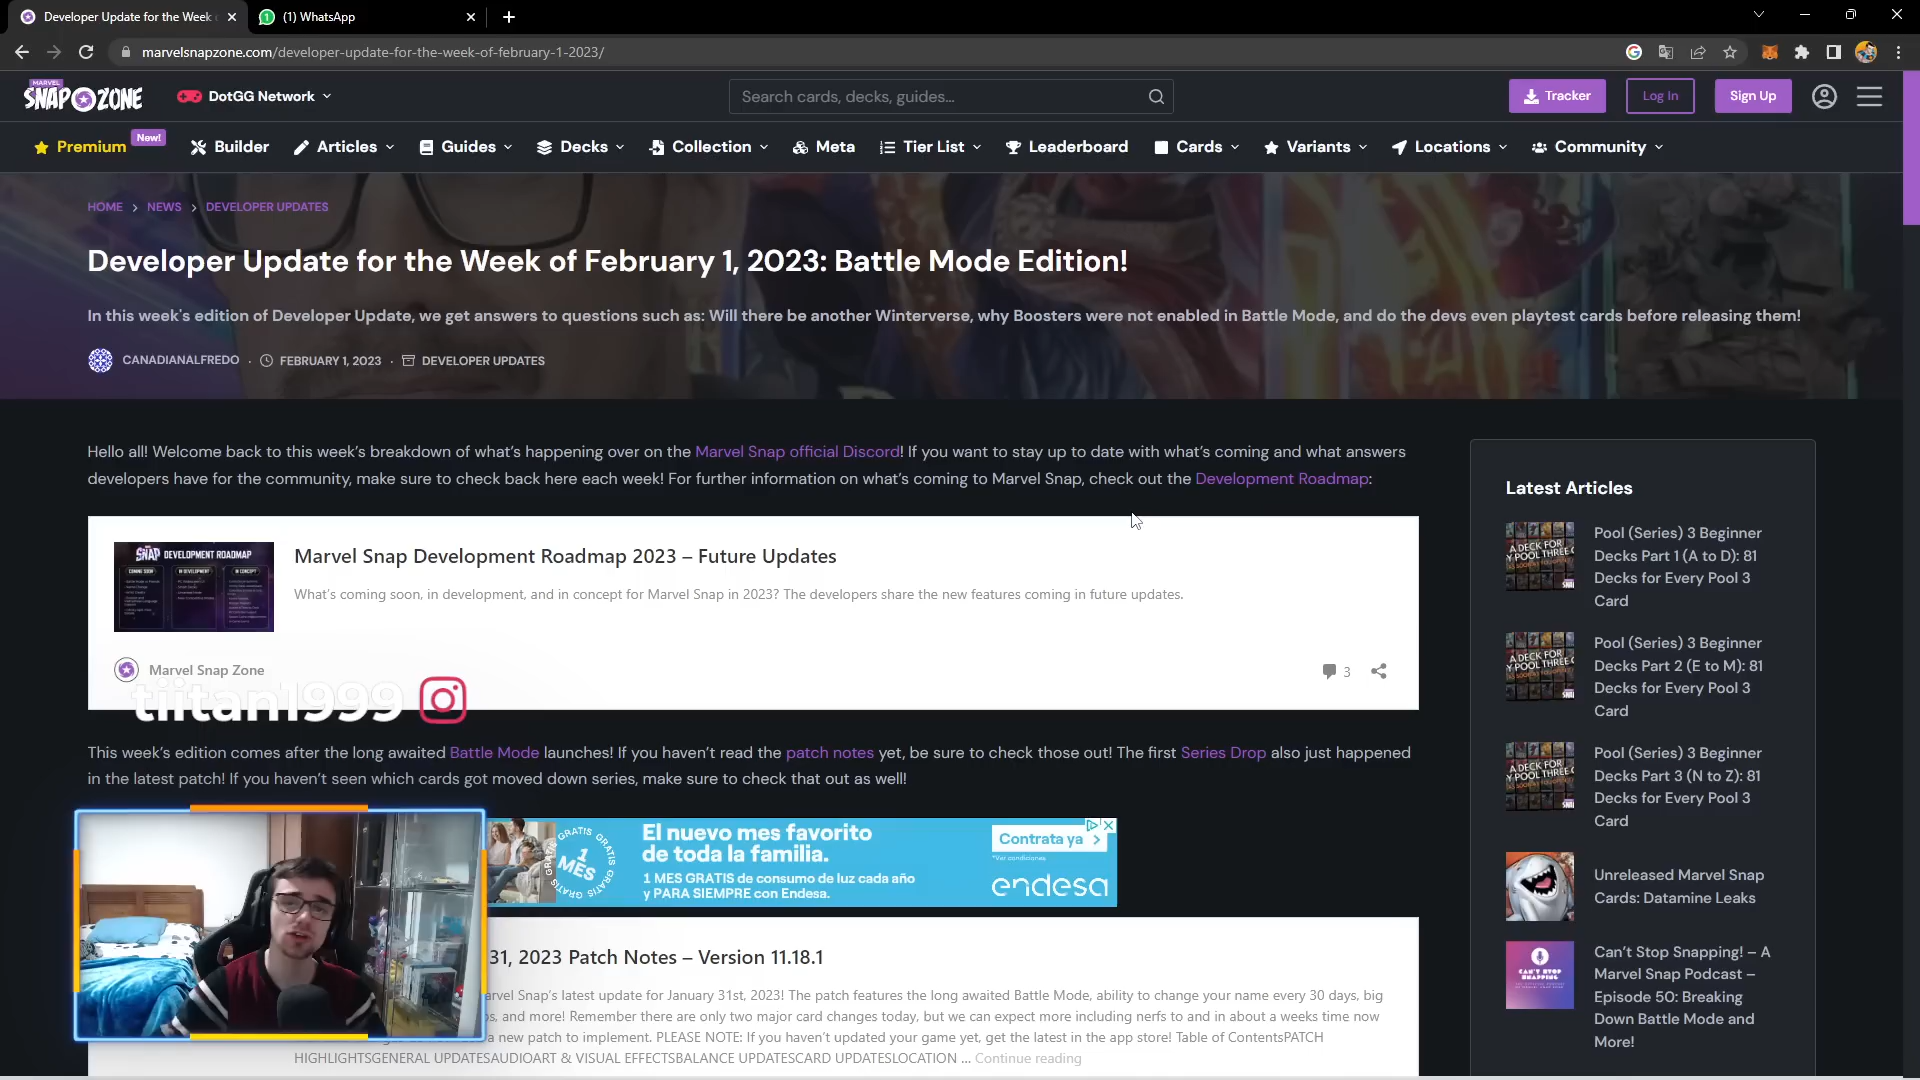 Developer Update for the Week
(1) WhatsApp
marvelsnapzone.com/developer-update-for-the-week-of-february-1-2023/
MARVEL
SNAP ZONE
DotGG Network
Search cards, decks, guides...
Tracker
Log In
Sign Up
Premium
New!
Builder
Articles
Guides
Decks
Collection
Meta
Tier List
Leaderboard
Cards
Variants
Locations
Community
HOME > NEWS > DEVELOPER UPDATES
Developer Update for the Week of February 1, 2023: Battle Mode Edition!
In this week's edition of Developer Update, we get answers to questions such as: Will there be another Winterverse, why Boosters were not enabled in Battle Mode, and do the devs even playtest cards before releasing them!
CANADIANALFREDO · FEBRUARY 1, 2023 · DEVELOPER UPDATES
Hello all! Welcome back to this week's breakdown of what's happening over on the Marvel Snap official Discord! If you want to stay up to date with what's coming and what answers
developers have for the community, make sure to check back here each week! For further information on what's coming to Marvel Snap, check out the Development Roadmap:
SNAP DEVELOPMENT ROADMAP
Marvel Snap Development Roadmap 2023 – Future Updates
What's coming soon, in development, and in concept for Marvel Snap in 2023? The developers share the new features coming in future updates.
Marvel Snap Zone
3
tiitan1999
This week's edition comes after the long awaited Battle Mode launches! If you haven't read the patch notes yet, be sure to check those out! The first Series Drop also just happened
in the latest patch! If you haven't seen which cards got moved down series, make sure to check that out as well!
GRATIS
1
MES
El nuevo mes favorito
de toda la familia.
1 MES GRATIS de consumo de luz cada año
y PARA SIEMPRE con Endesa.
Contrata ya >
*Ver condiciones
endesa
31, 2023 Patch Notes – Version 11.18.1
arvel Snap's latest update for January 31st, 2023! The patch features the long awaited Battle Mode, ability to change your name every 30 days, big
os, and more! Remember there are only two major card changes today, but we can expect more including nerfs to and in about a weeks time now
a new patch to implement. PLEASE NOTE: If you haven't updated your game yet, get the latest in the app store! Table of ContentsPATCH
HIGHLIGHTSGENERAL UPDATESAUDIOART & VISUAL EFFECTSBALANCE UPDATESCARD UPDATESLOCATION ... Continue reading
Latest Articles
Pool (Series) 3 Beginner
Decks Part 1 (A to D): 81
Decks for Every Pool 3
Card
Pool (Series) 3 Beginner
Decks Part 2 (E to M): 81
Decks for Every Pool 3
Card
Pool (Series) 3 Beginner
Decks Part 3 (N to Z): 81
Decks for Every Pool 3
Card
Unreleased Marvel Snap
Cards: Datamine Leaks
CAN'T STOP
SNAPPING!
Can't Stop Snapping! – A
Marvel Snap Podcast –
Episode 50: Breaking
Down Battle Mode and
More!